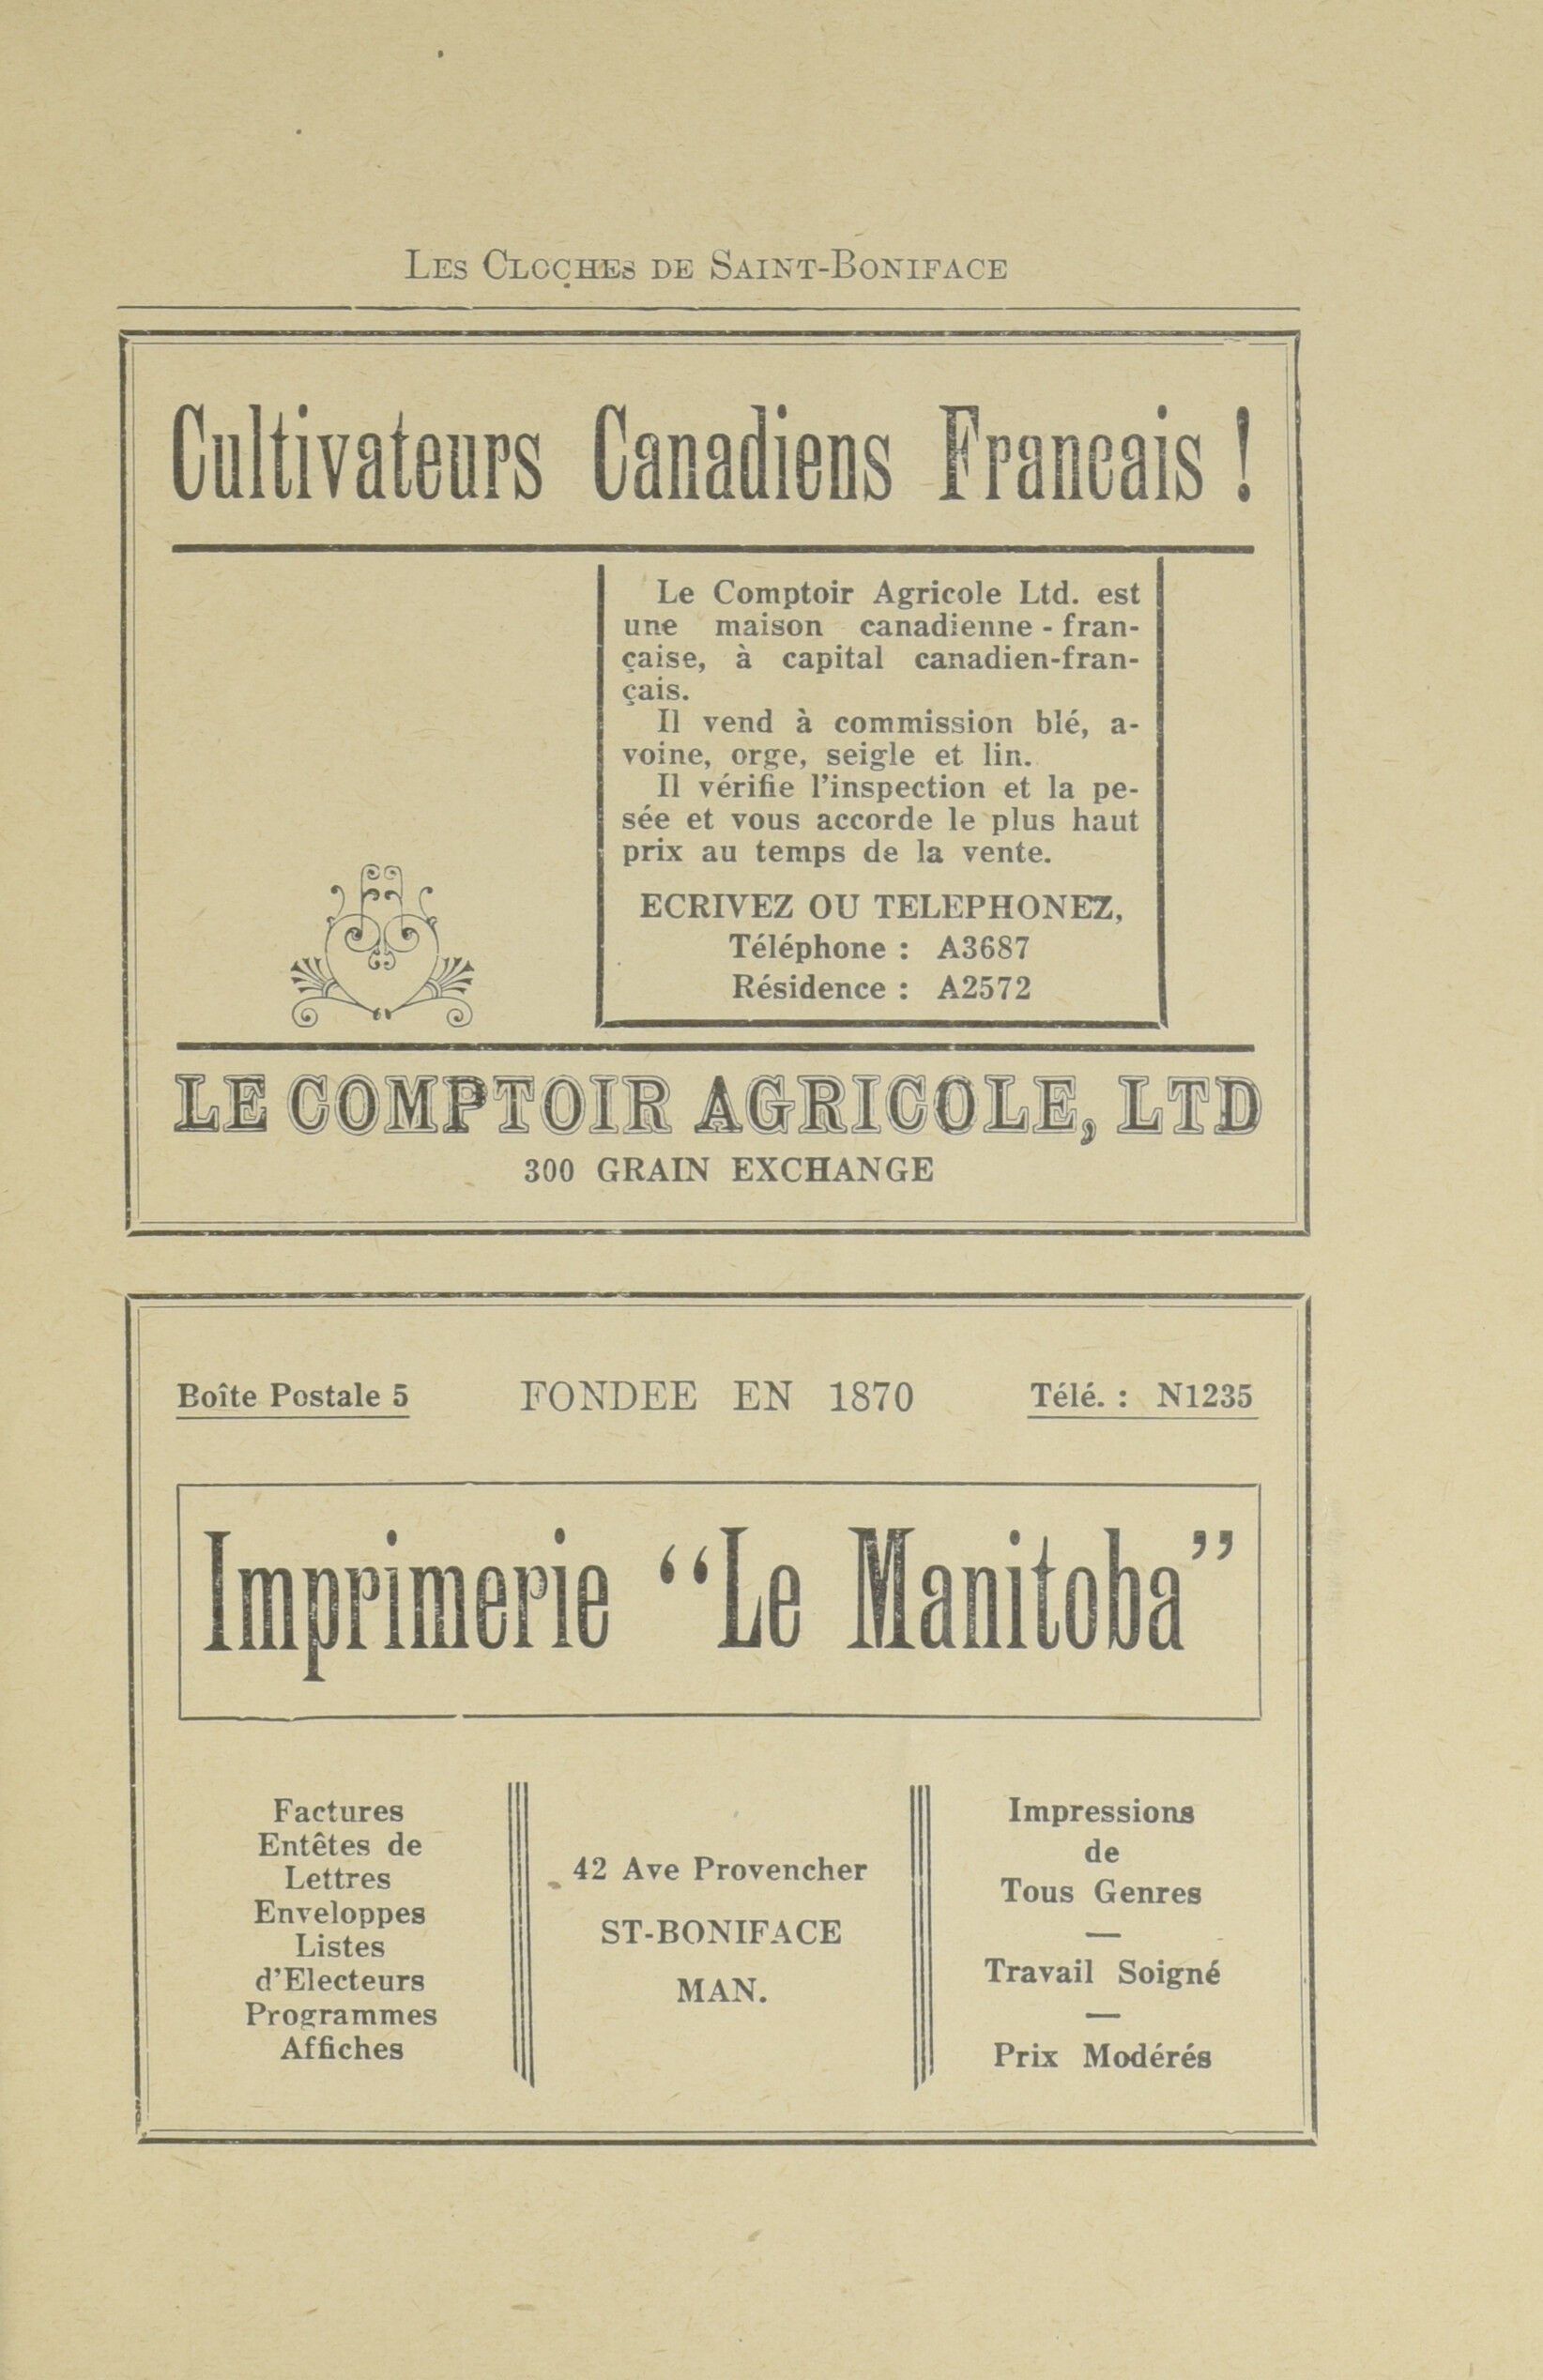 Les Cloches de Saint-Boniface
Cultivateurs Canadiens Francais !
Le Comptoir Agricole Ltd. est
une maison canadienne - fran-
çaise, à capital canadien-fran-
çais.
Il vend à commission blé, a-
voine, orge, seigle et lin.
Il vérifie l'inspection et la pe-
sée et vous accorde le plus haut
prix au temps de la vente.
ECRIVEZ OU TELEPHONEZ,
Téléphone : A3687
Résidence : A2572
LE COMPTOIR AGRICOLE, LTD
300 GRAIN EXCHANGE
Boîte Postale 5 FONDEE EN 1870 Télé. : N1235
Imprimerie “Le Manitoba”
Factures
Entêtes de
Lettres
Enveloppes
Listes
d'Electeurs
Programmes
Affiches
42 Ave Provencher
ST-BONIFACE
MAN.
Impressions
de
Tous Genres
Travail Soigné
Prix Modérés